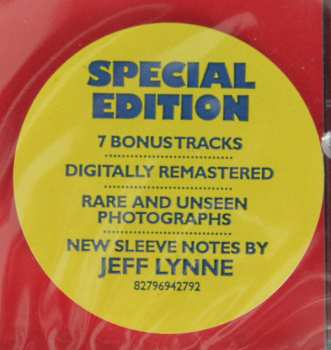 SPECIAL
EDITION
7 BONUS TRACKS
DIGITALLY REMASTERED
RARE AND UNSEEN
PHOTOGRAPHS
NEW SLEEVE NOTES BY
JEFF LYNNE
82796942792